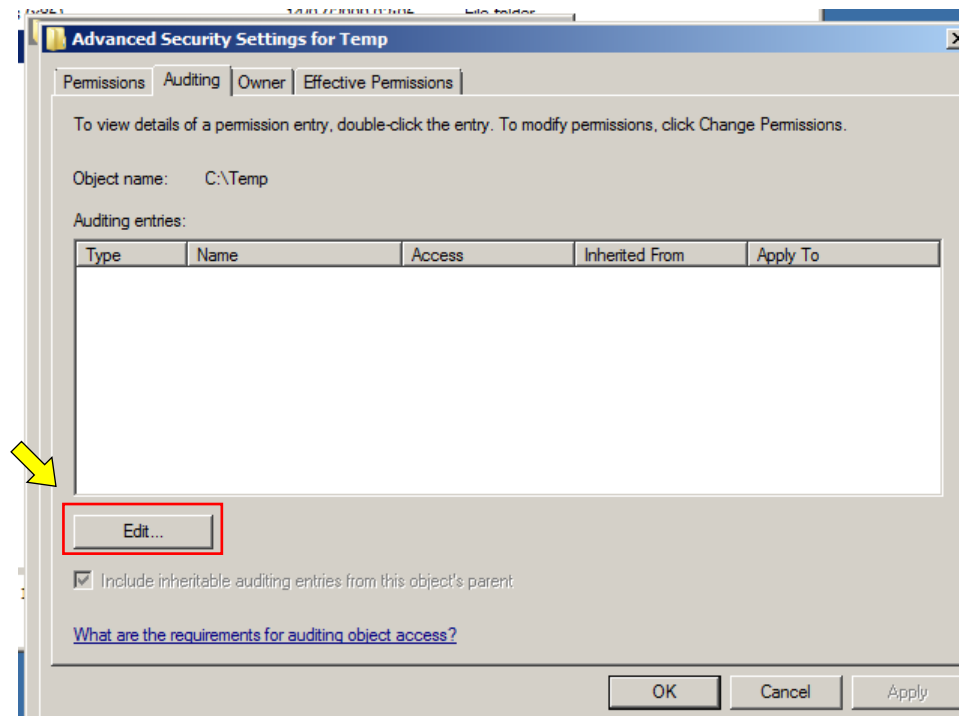 File folder
Advanced Security Settings for Temp
Permissions Auditing Owner Effective Permissions
To view details of a permission entry, double-click the entry. To modify permissions, click Change Permissions.
Object name: C:\Temp
Auditing entries:
Type Name Access Inherited From Apply To
Edit...
Include inheritable auditing entries from this object's parent
What are the requirements for auditing object access?
OK Cancel Apply